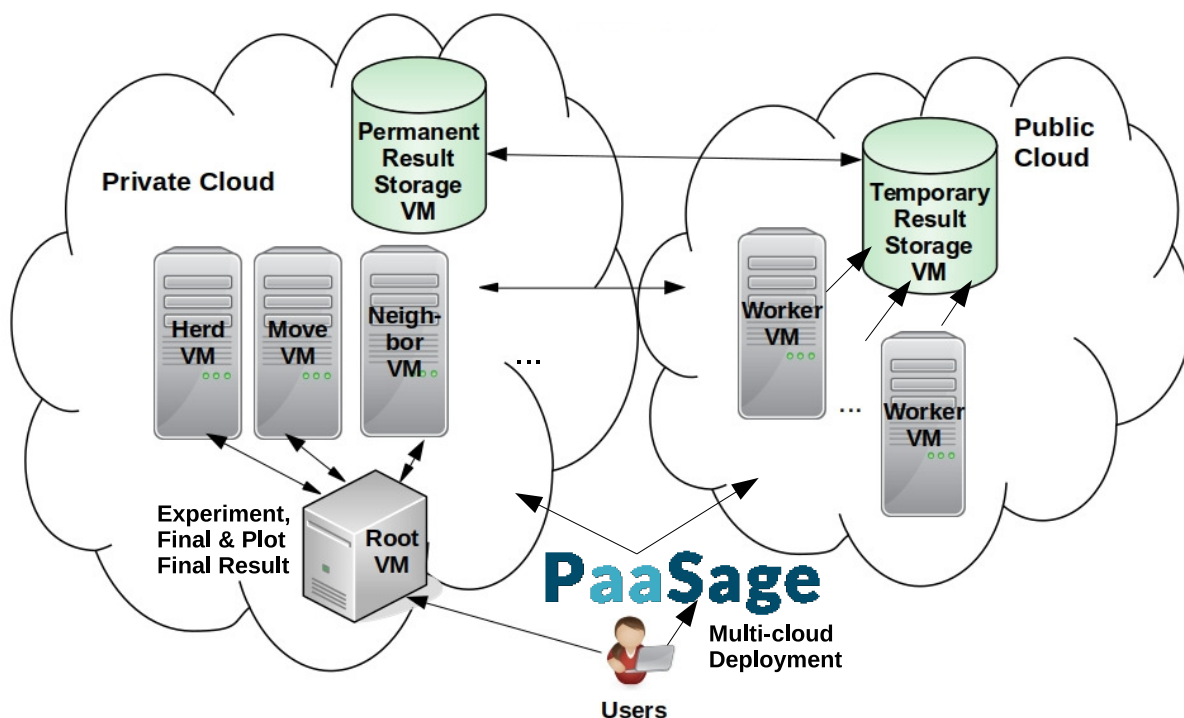 Permanent
Result
Storage
VM
Private Cloud
Public
Cloud
Temporary
Result
Storage
VM
Herd
VM
Move
VM
Neigh-
bor
VM
...
Worker
VM
...
Worker
VM
Experiment,
Final & Plot
Final Result
Root
VM
PaaSage
Multi-cloud
Deployment
Users